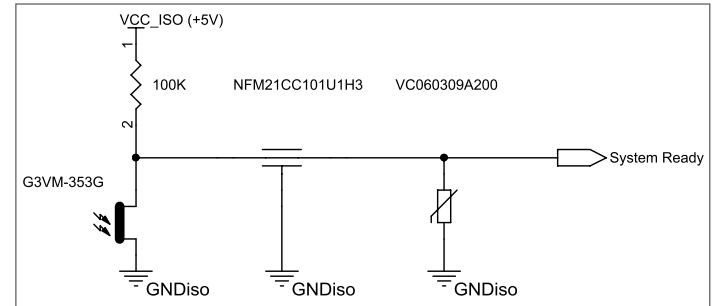 VCC_ISO (+5V)
1
100K
NFM21CC101U1H3
VC060309A200
2
System Ready
G3VM-353G
GNDiso
GNDiso
GNDiso